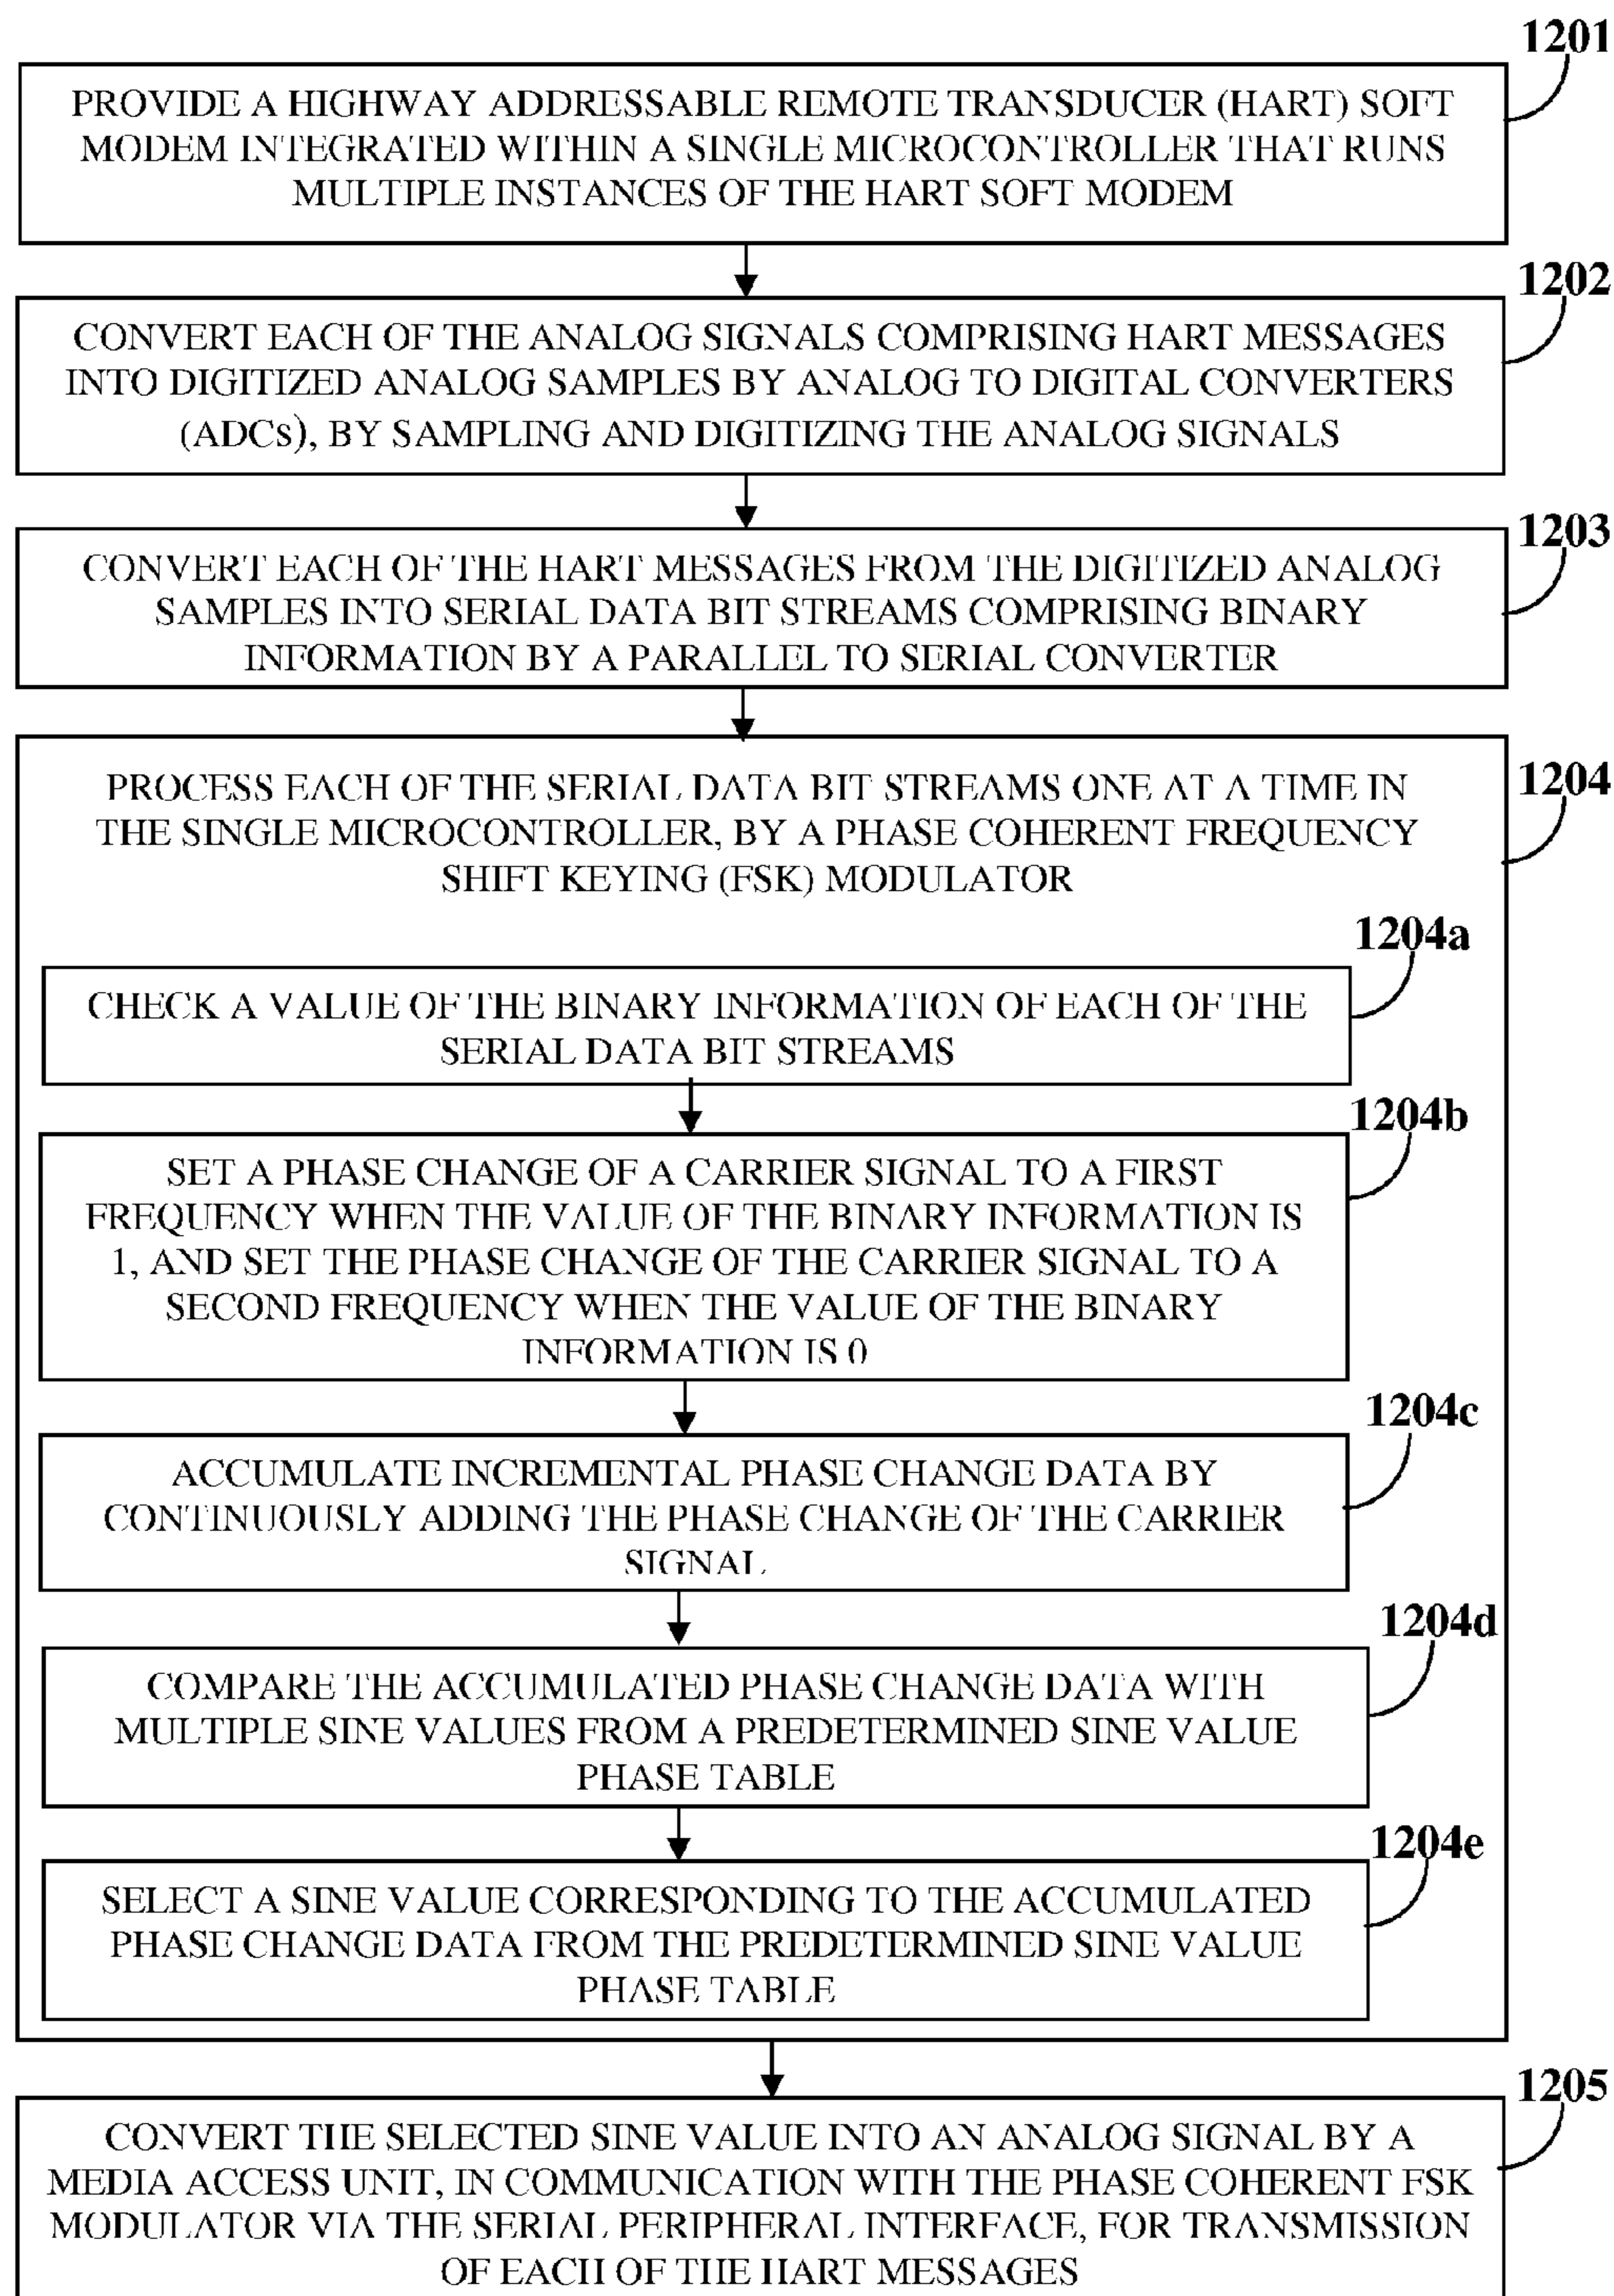 1201
PROVIDE A HIGHWAY ADDRESSABLE REMOTE TRANSDUCER (HART) SOFT
MODEM INTEGRATED WITHIN A SINGLE MICROCONTROLLER THAT RUNS
MULTIPLE INSTANCES OF THE HART SOFT MODEM
1202
CONVERT EACH OF THE ANALOG SIGNALS COMPRISING HART MESSAGES
INTO DIGITIZED ANALOG SAMPLES BY ANALOG TO DIGITAL CONVERTERS
(ADCs), BY SAMPLING AND DIGITIZING THE ANALOG SIGNALS
1203
CONVERT EACH OF THE HART MESSAGES FROM THE DIGITIZED ANALOG
SAMPLES INTO SERIAL DATA BIT STREAMS COMPRISING BINARY
INFORMATION BY A PARALLEL TO SERIAL CONVERTER
1204
PROCESS EACH OF THE SERIAL DATA BIT STREAMS ONE AT A TIME IN
THE SINGLE MICROCONTROLLER, BY A PHASE COHERENT FREQUENCY
SHIFT KEYING (FSK) MODULATOR
1204a
CHECK A VALUE OF THE BINARY INFORMATION OF EACH OF THE
SERIAL DATA BIT STREAMS
1204b
SET A PHASE CHANGE OF A CARRIER SIGNAL TO A FIRST
FREQUENCY WHEN THE VALUE OF THE BINARY INFORMATION IS
1, AND SET THE PHASE CHANGE OF THE CARRIER SIGNAL TO A
SECOND FREQUENCY WHEN THE VALUE OF THE BINARY
INFORMATION IS 0
1204c
ACCUMULATE INCREMENTAL PHASE CHANGE DATA BY
CONTINUOUSLY ADDING THE PHASE CHANGE OF THE CARRIER
SIGNAL
1204d
COMPARE THE ACCUMULATED PHASE CHANGE DATA WITH
MULTIPLE SINE VALUES FROM A PREDETERMINED SINE VALUE
PHASE TABLE
1204e
SELECT A SINE VALUE CORRESPONDING TO THE ACCUMULATED
PHASE CHANGE DATA FROM THE PREDETERMINED SINE VALUE
PHASE TABLE
1205
CONVERT THE SELECTED SINE VALUE INTO AN ANALOG SIGNAL BY A
MEDIA ACCESS UNIT, IN COMMUNICATION WITH THE PHASE COHERENT FSK
MODULATOR VIA THE SERIAL PERIPHERAL INTERFACE, FOR TRANSMISSION
OF EACH OF THE HART MESSAGES